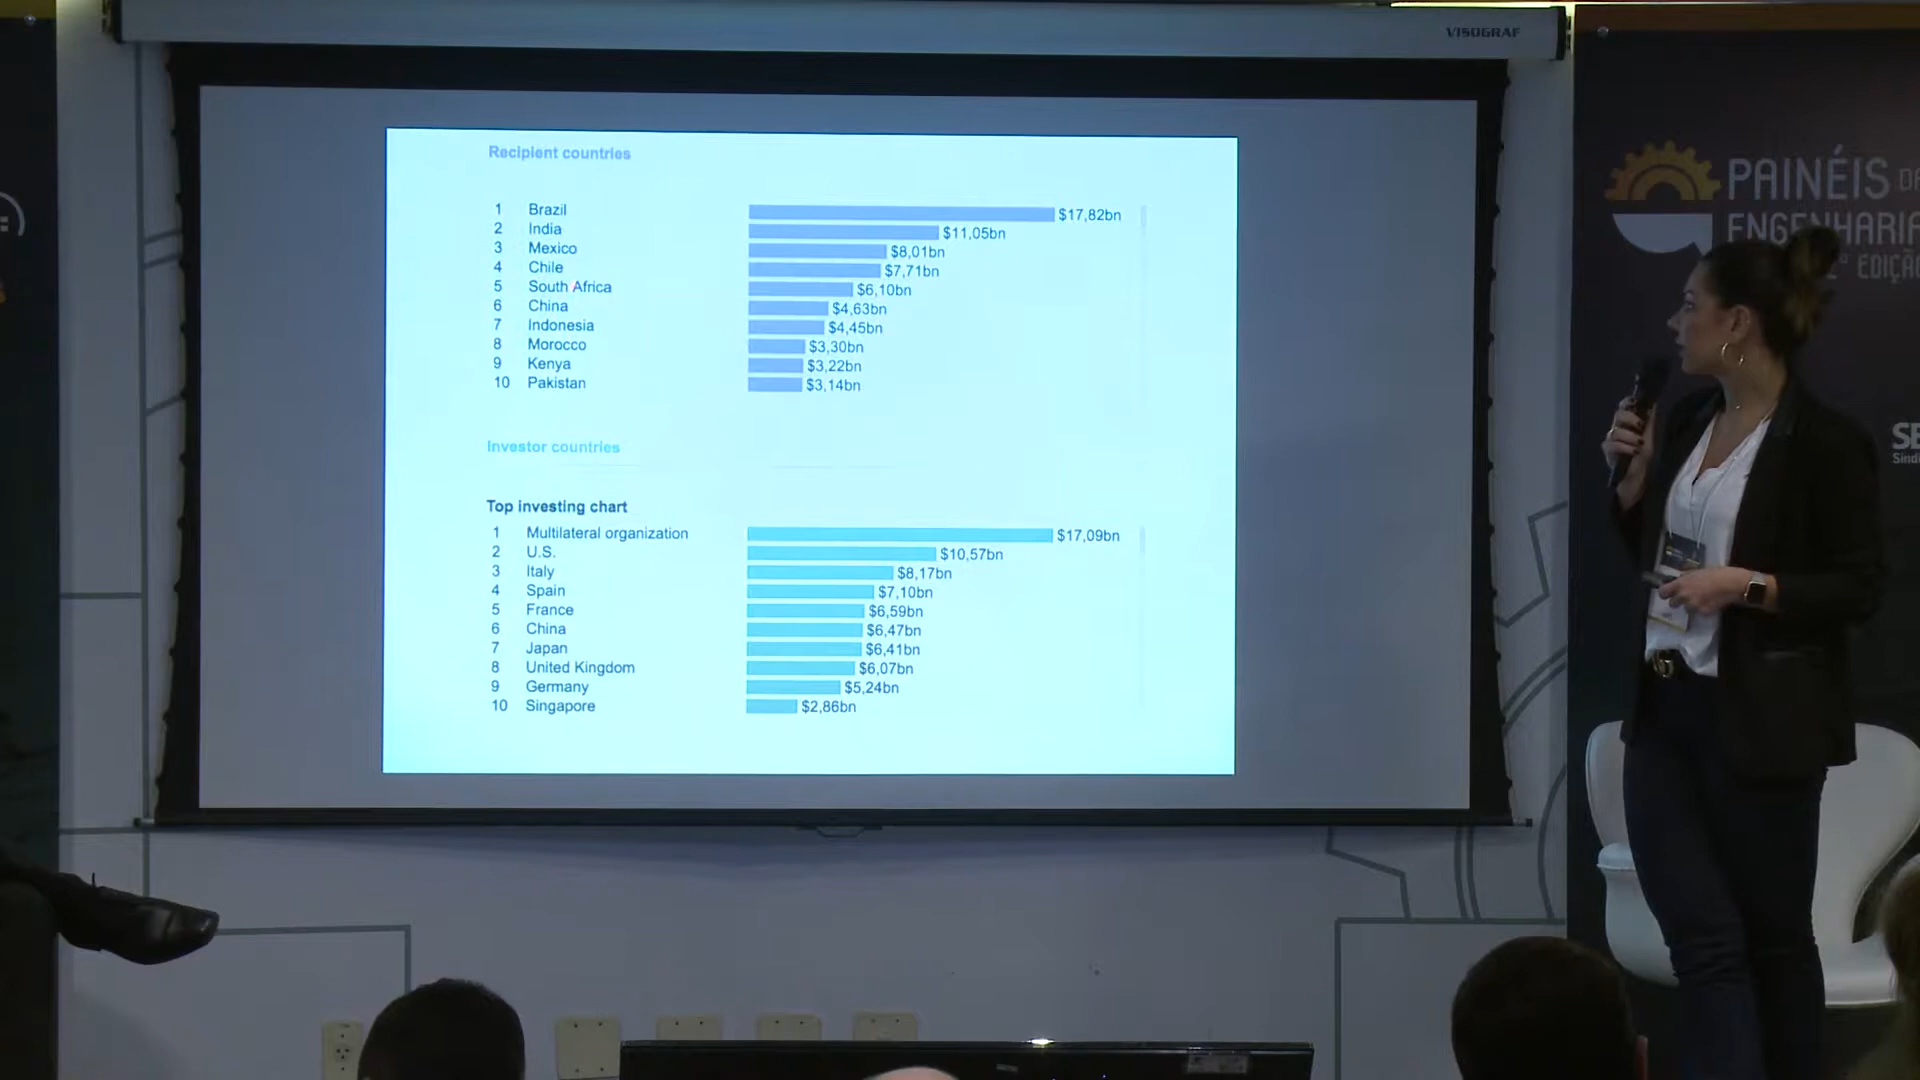 VISOGRAF
Recipient countries
1 Brazil $17,82bn
2 India $11,05bn
3 Mexico $8,01bn
4 Chile $7,71bn
5 South Africa $6,10bn
6 China $4,63bn
7 Indonesia $4,45bn
8 Morocco $3,30bn
9 Kenya $3,22bn
10 Pakistan $3,14bn
Investor countries
Top investing chart
1 Multilateral organization $17,09bn
2 U.S. $10,57bn
3 Italy $8,17bn
4 Spain $7,10bn
5 France $6,59bn
6 China $6,47bn
7 Japan $6,41bn
8 United Kingdom $6,07bn
9 Germany $5,24bn
10 Singapore $2,86bn
PAINÉIS DA
ENGENHARIA
EDIÇÃO
SE
Sindi